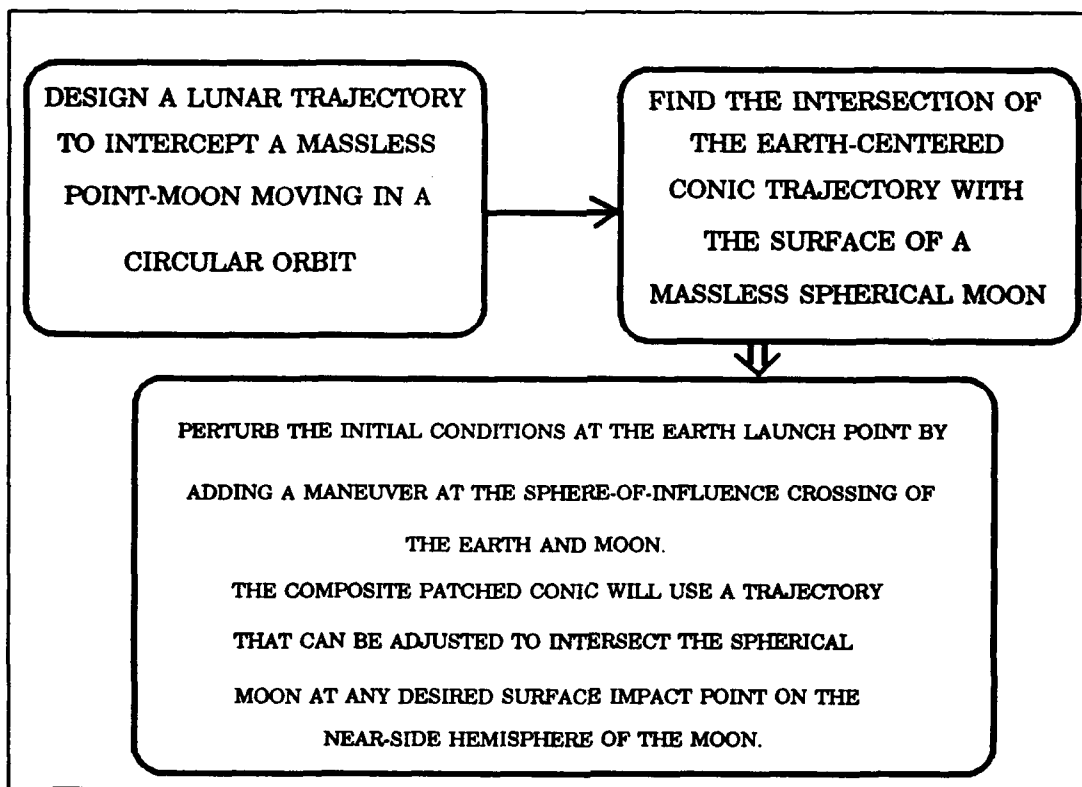 DESIGN A LUNAR TRAJECTORY
TO INTERCEPT A MASSLESS
POINT-MOON MOVING IN A
CIRCULAR ORBIT
FIND THE INTERSECTION OF
THE EARTH-CENTERED
CONIC TRAJECTORY WITH
THE SURFACE OF A
MASSLESS SPHERICAL MOON
PERTURB THE INITIAL CONDITIONS AT THE EARTH LAUNCH POINT BY
ADDING A MANEUVER AT THE SPHERE-OF-INFLUENCE CROSSING OF
THE EARTH AND MOON.
THE COMPOSITE PATCHED CONIC WILL USE A TRAJECTORY
THAT CAN BE ADJUSTED TO INTERSECT THE SPHERICAL
MOON AT ANY DESIRED SURFACE IMPACT POINT ON THE
NEAR-SIDE HEMISPHERE OF THE MOON.